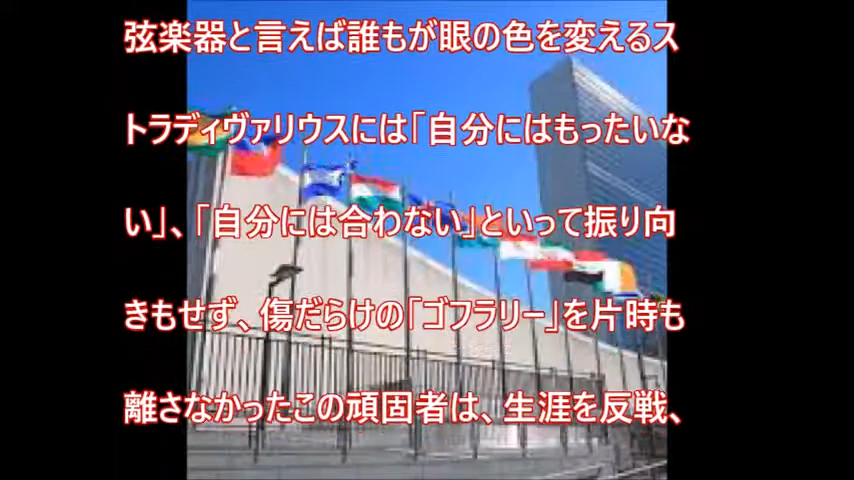 弦楽器と言えば誰もが眼の色を変えるス
トラディヴァリウスには「自分にはもったいな
い」、「自分には合わない」といって振り向
きもせず、傷だらけの「ゴフラリー」を片時も
離さなかったこの頑固者は、生涯を反戦、